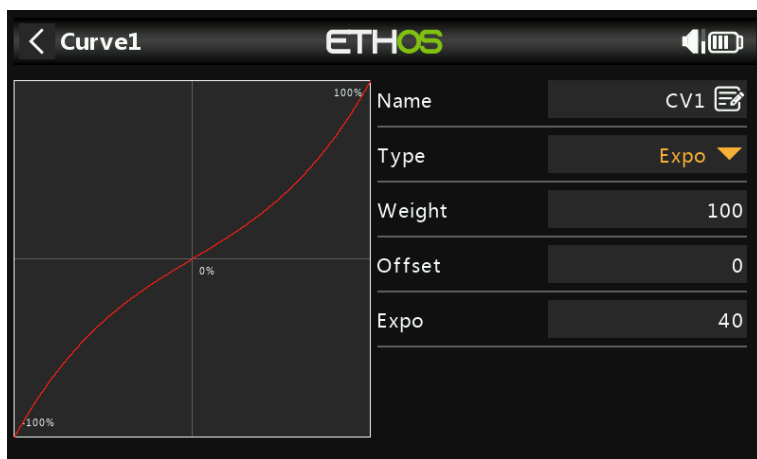 Curve1
ETHOS
100%
0%
-100%
Name CV1
Type Expo
Weight 100
Offset 0
Expo 40